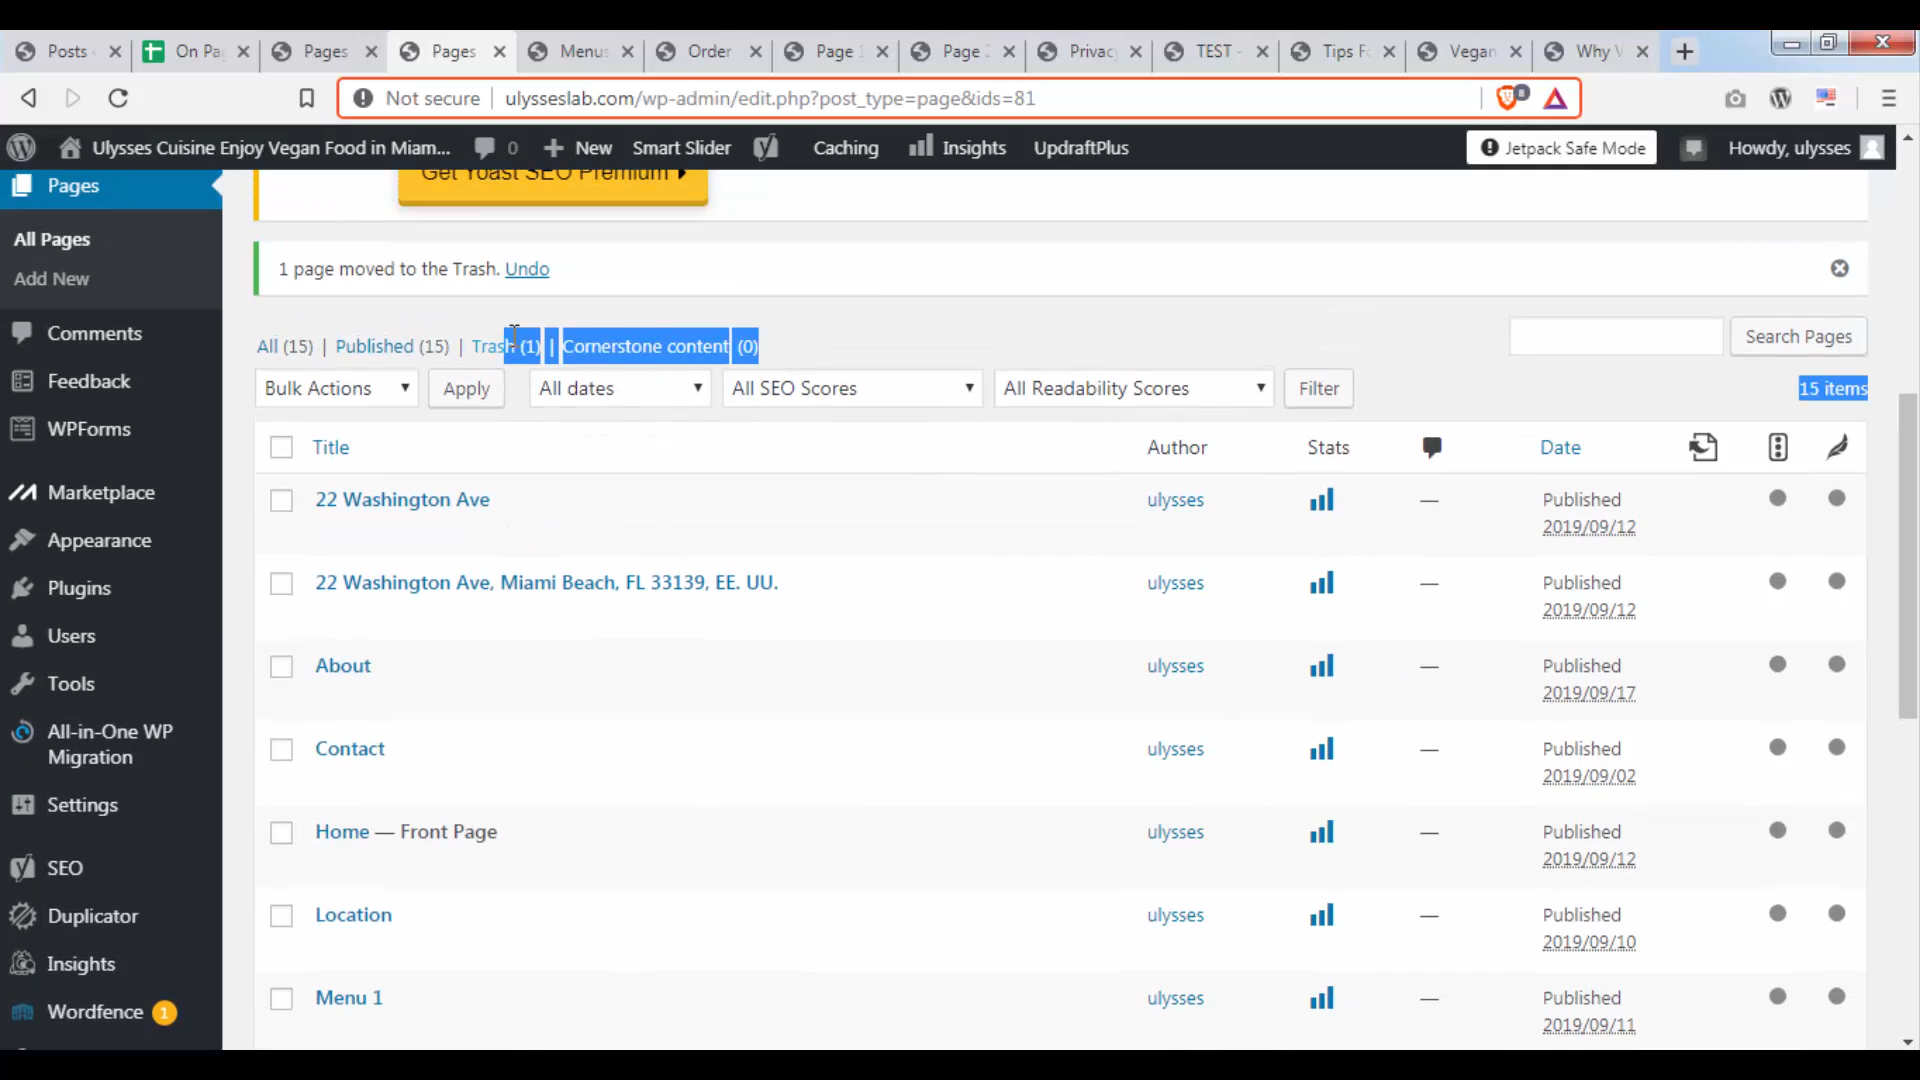 Posts On Pa Pages Pages Menu Order Page Page Privac TEST - Tips F Vegan Why
Not secure ulysseslab.com/wp-admin/edit.php?post_type=page&ids=81 8
Ulysses Cuisine Enjoy Vegan Food in Miam... 0 New Smart Slider Caching Insights UpdraftPlus Jetpack Safe Mode Howdy, ulysses
Pages
All Pages
Add New
Comments
Feedback
WPForms
Marketplace
Appearance
Plugins
Users
Tools
All-in-One WP
Migration
Settings
SEO
Duplicator
Insights
Wordfence 1
Get Yoast SEO Premium
1 page moved to the Trash. Undo
All (15) | Published (15) | Trash (1) | Cornerstone content (0)
Search Pages
Bulk Actions Apply All dates All SEO Scores All Readability Scores Filter 15 items
Title Author Stats Date
22 Washington Ave ulysses — Published
2019/09/12
22 Washington Ave, Miami Beach, FL 33139, EE. UU. ulysses — Published
2019/09/12
About ulysses — Published
2019/09/17
Contact ulysses — Published
2019/09/02
Home — Front Page ulysses — Published
2019/09/12
Location ulysses — Published
2019/09/10
Menu 1 ulysses — Published
2019/09/11